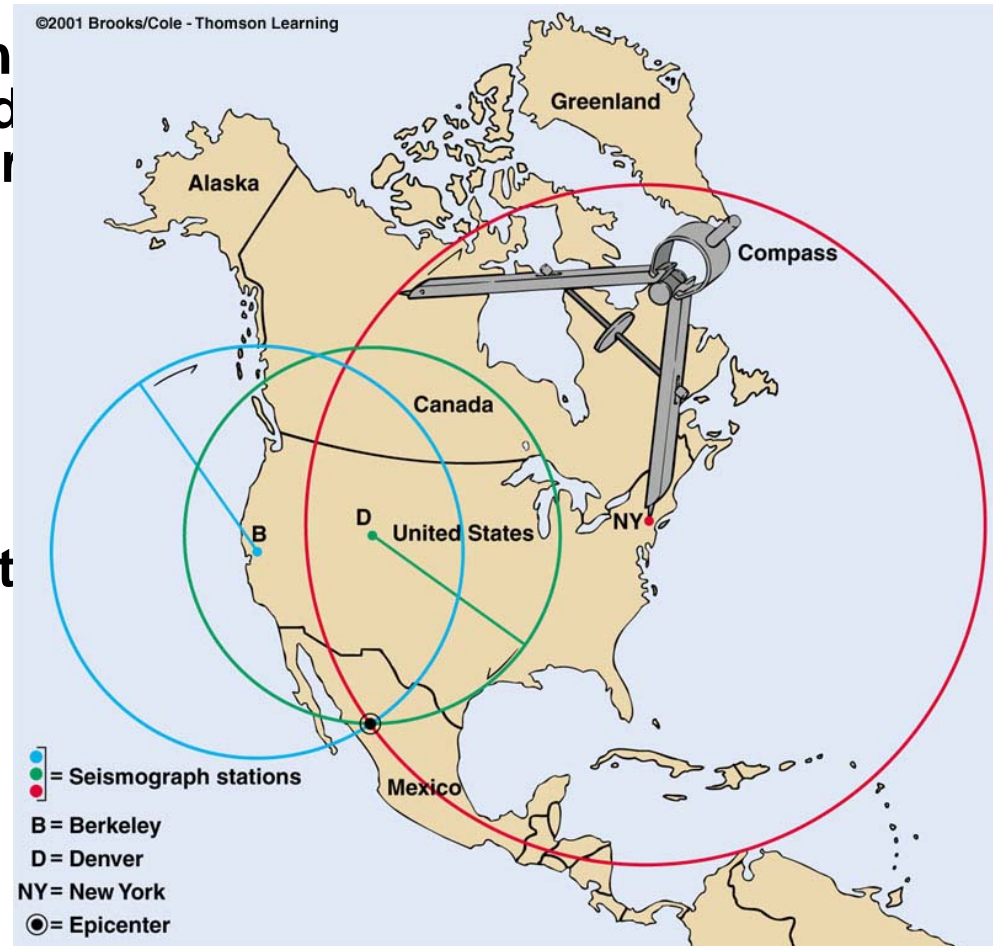 ©2001 Brooks/Cole - Thomson Learning
Greenland
Alaska
Compass
Canada
B
D
United States
NY
= Seismograph stations
Mexico
B = Berkeley
D = Denver
NY = New York
= Epicenter